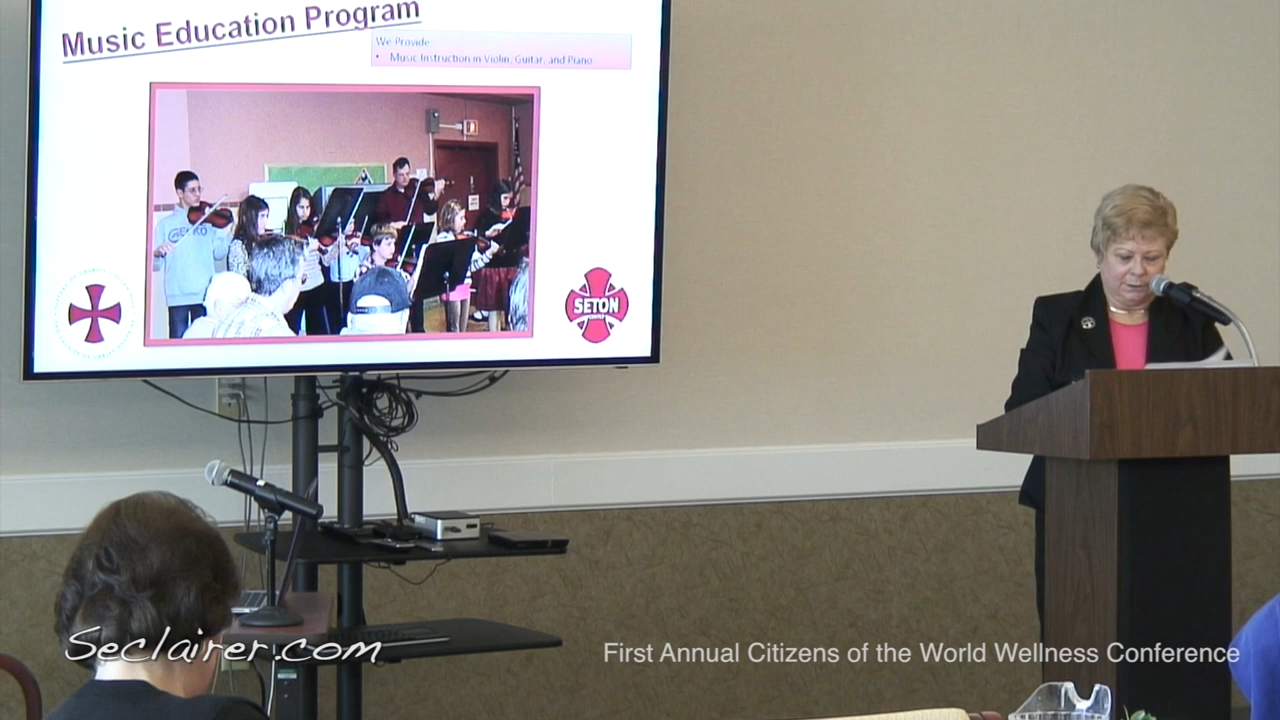 Music Education Program
We Provide
• Music Instruction in Violin, Guitar, and Piano
SETON
CENTER
Seclairer.com
First Annual Citizens of the World Wellness Conference